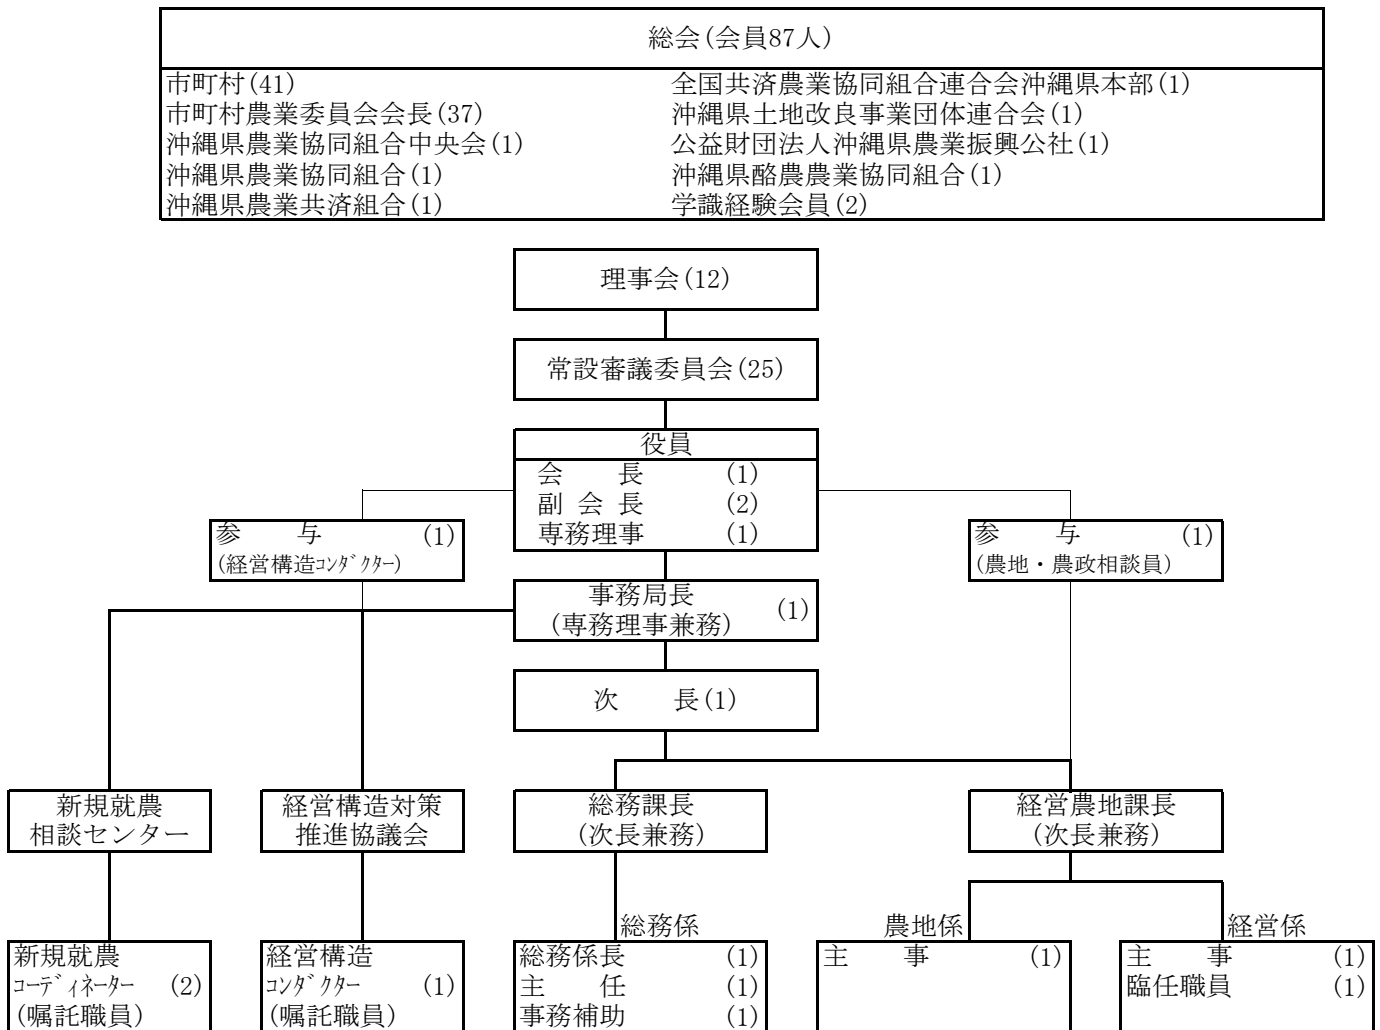 総会(会員87人)
市町村(41)
市町村農業委員会会長(37)
沖縄県農業協同組合中央会(1)
沖縄県農業協同組合(1)
沖縄県農業共済組合(1)
全国共済農業協同組合連合会沖縄県本部(1)
沖縄県土地改良事業団体連合会(1)
公益財団法人沖縄県農業振興公社(1)
沖縄県酪農農業協同組合(1)
学識経験会員(2)
理事会(12)
常設審議委員会(25)
役員
会　長 (1)
副会長 (2)
専務理事 (1)
参　与 (1)
(経営構造ｺﾝﾀﾞｸﾀｰ)
参　与 (1)
(農地・農政相談員)
事務局長 (1)
(専務理事兼務)
次　長(1)
新規就農
相談センター
経営構造対策
推進協議会
総務課長
(次長兼務)
経営農地課長
(次長兼務)
総務係
農地係
経営係
新規就農
ｺｰﾃﾞｨﾈｰﾀｰ (2)
(嘱託職員)
経営構造
ｺﾝﾀﾞｸﾀｰ (1)
(嘱託職員)
総務係長 (1)
主　任 (1)
事務補助 (1)
主　事 (1)
主　事 (1)
臨任職員 (1)